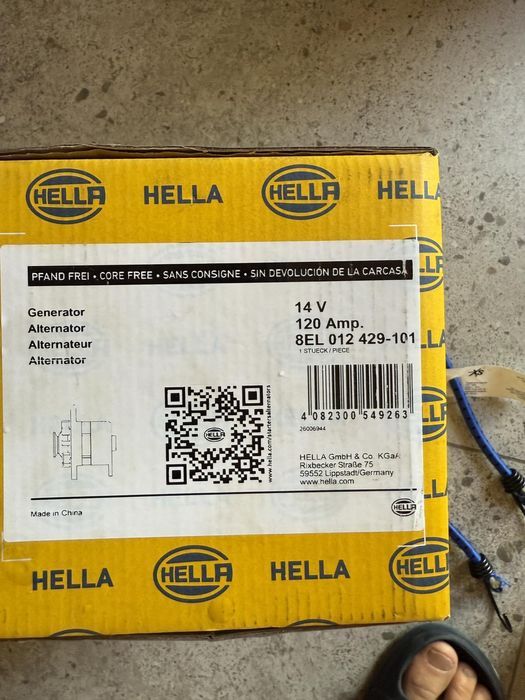 HELLA HELLA HELLA HELLA
PFAND FREI • CORE FREE • SANS CONSIGNE • SIN DEVOLUCIÓN DE LA CARCASA
Generator
Alternator
Alternateur
Alternator
14 V
120 Amp.
8EL 012 429-101
1 STUECK / PIECE
4 082300 549263
26006944
HELLA
www.hella.com/startersalternators
HELLA GmbH & Co. KGaA
Rixbecker Straße 75
59552 Lippstadt/Germany
www.hella.com
Made in China
HELLA
HELLA HELLA HELLA HELLA